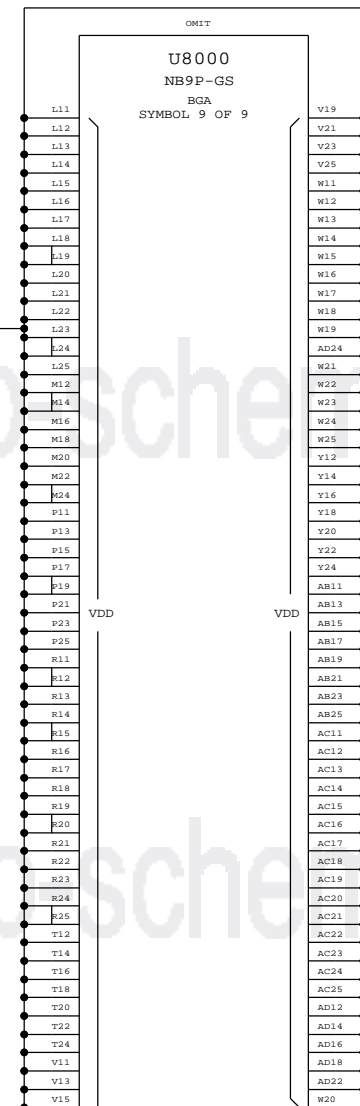 OMIT
U8000
NB9P-GS
BGA
SYMBOL 9 OF 9
L11 V19
L12 V21
L13 V23
L14 V25
L15 W11
L16 W12
L17 W13
L18 W14
L19 W15
L20 W16
L21 W17
L22 W18
L23 W19
L24 AD24
L25 W21
M12 W22
M14 W23
M16 W24
M18 W25
M20 Y12
M22 Y14
M24 Y16
P11 Y18
P13 Y20
P15 Y22
P17 Y24
P19 AB11
P21 AB13
P23 VDD VDD AB15
P25 AB17
R11 AB19
R12 AB21
R13 AB23
R14 AB25
R15 AC11
R16 AC12
R17 AC13
R18 AC14
R19 AC15
R20 AC16
R21 AC17
R22 AC18
R23 AC19
R24 AC20
R25 AC21
T12 AC22
T14 AC23
T16 AC24
T18 AC25
T20 AD12
T22 AD14
T24 AD16
V11 AD18
V13 AD22
V15 W20
o-schem
o-schem